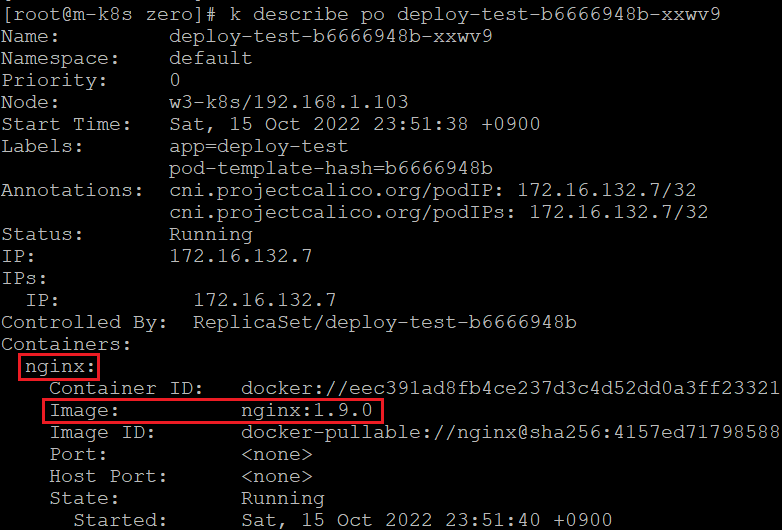 [root@m-k8s zero]# k describe po deploy-test-b6666948b-xxwv9
Name:         deploy-test-b6666948b-xxwv9
Namespace:    default
Priority:     0
Node:         w3-k8s/192.168.1.103
Start Time:   Sat, 15 Oct 2022 23:51:38 +0900
Labels:       app=deploy-test
              pod-template-hash=b6666948b
Annotations:  cni.projectcalico.org/podIP: 172.16.132.7/32
              cni.projectcalico.org/podIPs: 172.16.132.7/32
Status:       Running
IP:           172.16.132.7
IPs:
  IP:           172.16.132.7
Controlled By:  ReplicaSet/deploy-test-b6666948b
Containers:
  nginx:
    Container ID:   docker://eec391ad8fb4ce237d3c4d52dd0a3ff23321
    Image:          nginx:1.9.0
    Image ID:       docker-pullable://nginx@sha256:4157ed71798588
    Port:           <none>
    Host Port:      <none>
    State:          Running
      Started:      Sat, 15 Oct 2022 23:51:40 +0900